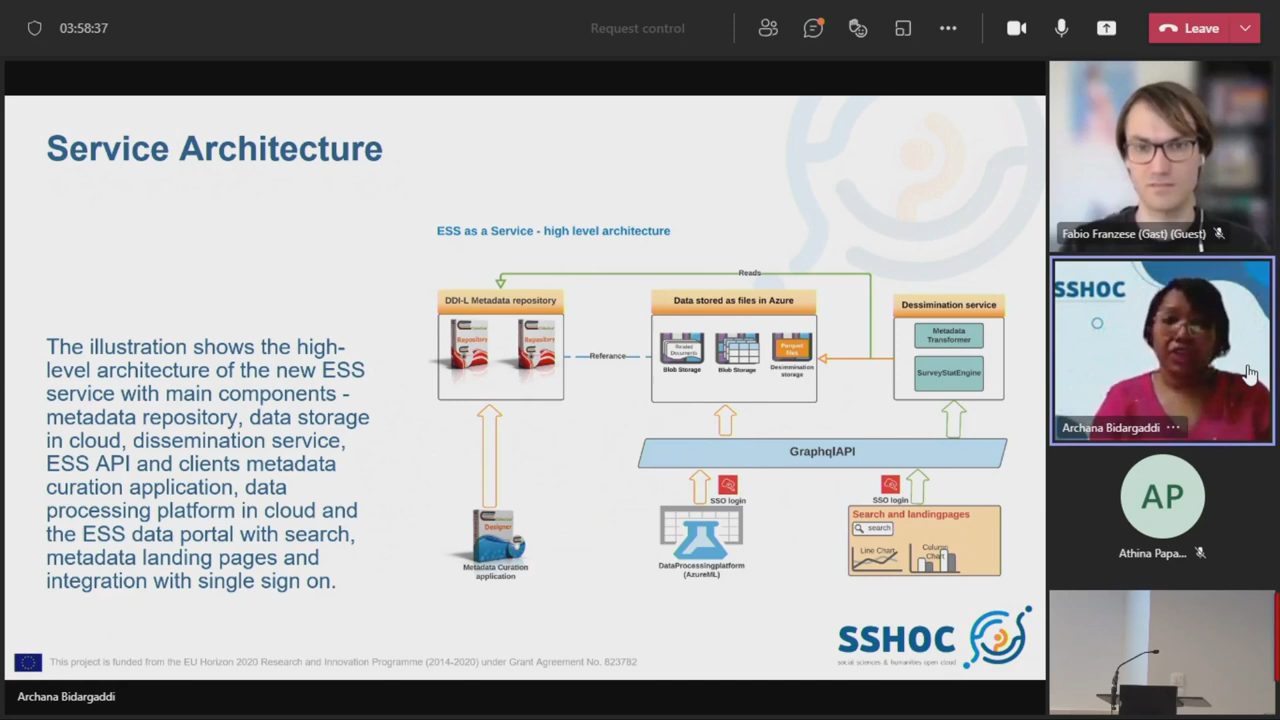 03:58:37
Request control
Leave
Service Architecture
ESS as a Service - high level architecture
Reads
DDI-L Metadata repository
Data stored as files in Azure
Dessimination service
Repository
Repository
Referance
Related Documents
Blob Storage
Blob Storage
Parquet files
Desimmination storage
Metadata Transformer
SurveyStatEngine
The illustration shows the high-
level architecture of the new ESS
service with main components -
metadata repository, data storage
in cloud, dissemination service,
ESS API and clients metadata
curation application, data
processing platform in cloud and
the ESS data portal with search,
metadata landing pages and
integration with single sign on.
GraphqlAPI
SSO login
SSO login
Designer
Metadata Curation
application
DataProcessingplatform
(AzureML)
Search and landingpages
search
Line Chart
Column
Chart
SSHOC
social sciences & humanities open cloud
This project is funded from the EU Horizon 2020 Research and Innovation Programme (2014-2020) under Grant Agreement No. 823782
Archana Bidargaddi
Fabio Franzese (Gast) (Guest)
SSHOC
Archana Bidargaddi
AP
Athina Papa...